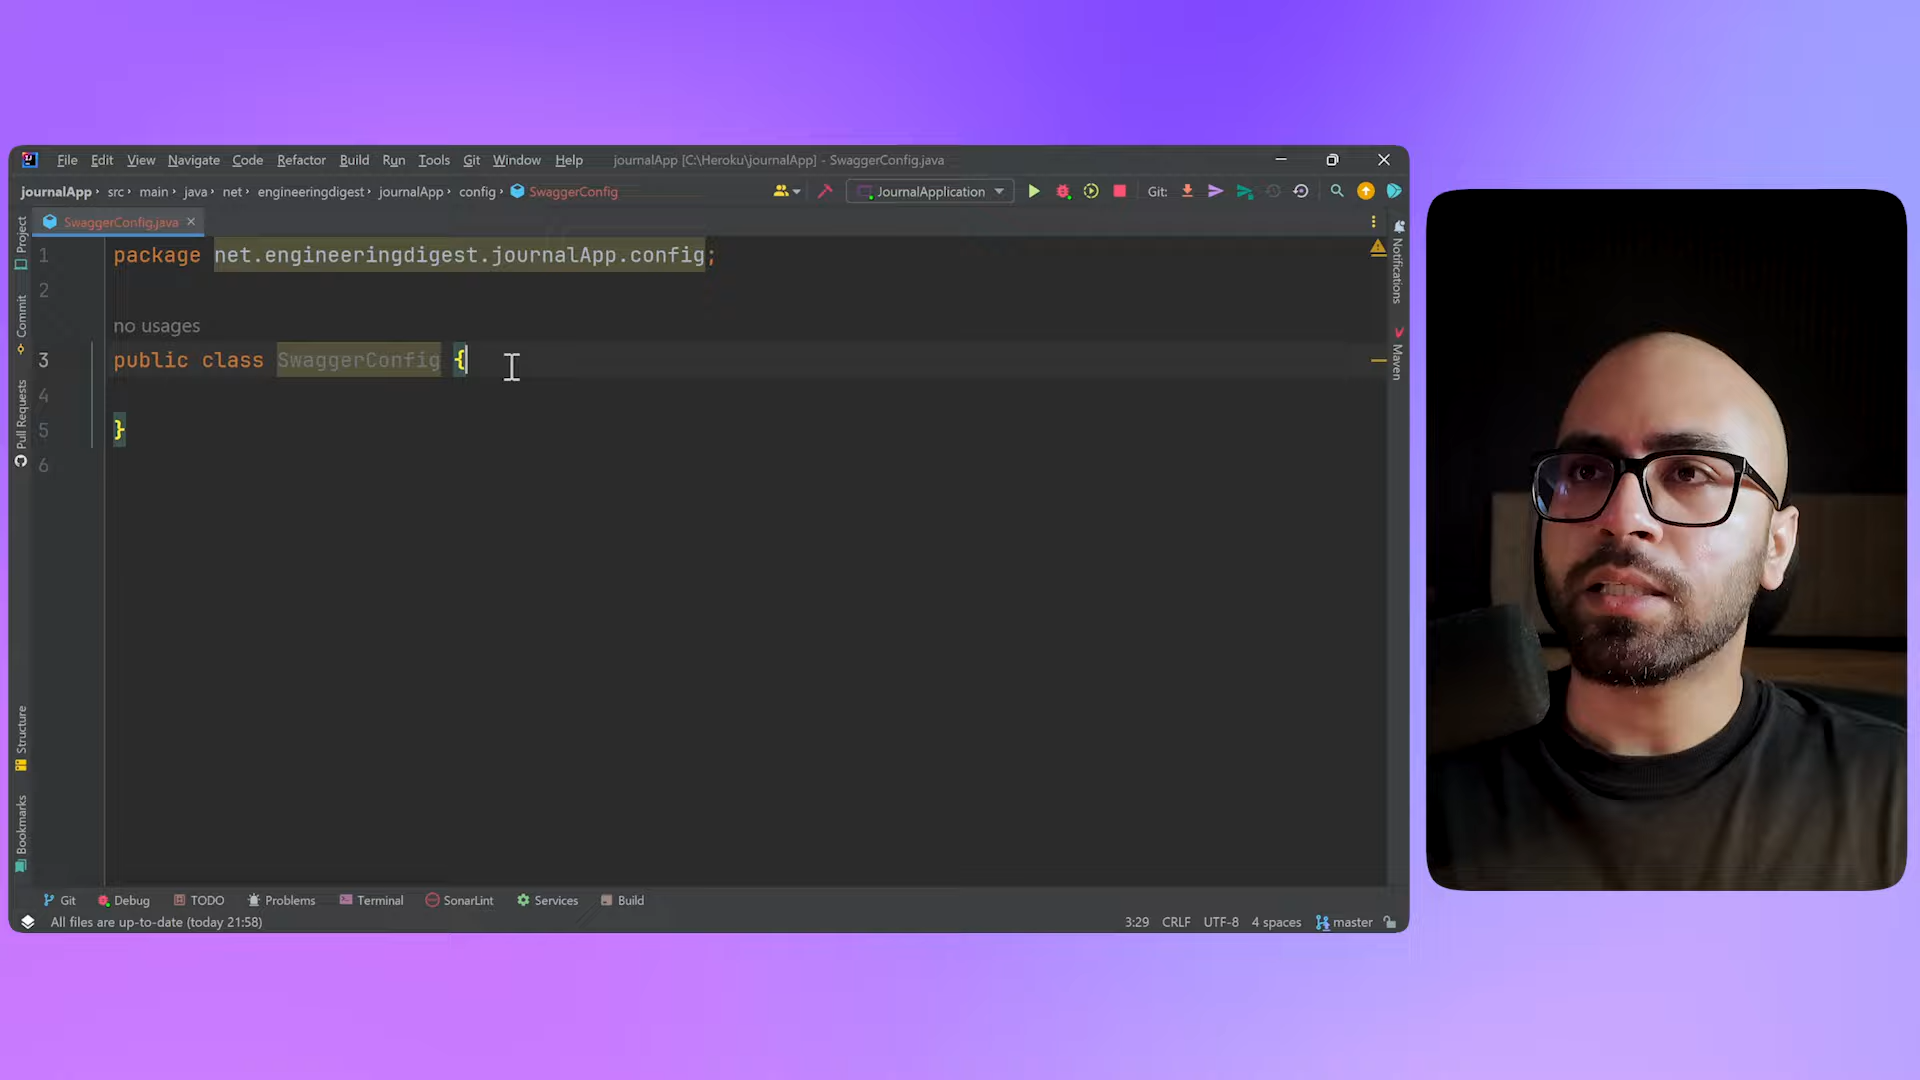 File Edit View Navigate Code Refactor Build Run Tools Git Window Help journalApp [C:\Heroku\journalApp] - SwaggerConfig.java
journalApp src main java net engineeringdigest journalApp config SwaggerConfig JournalApplication Git:
SwaggerConfig.java
Project
Commit
Pull Requests
Structure
Bookmarks
1 package net.engineeringdigest.journalApp.config;
2
no usages
3 public class SwaggerConfig {
4
5 }
6
Notifications
Maven
Git Debug TODO Problems Terminal SonarLint Services Build
All files are up-to-date (today 21:58) 3:29 CRLF UTF-8 4 spaces master